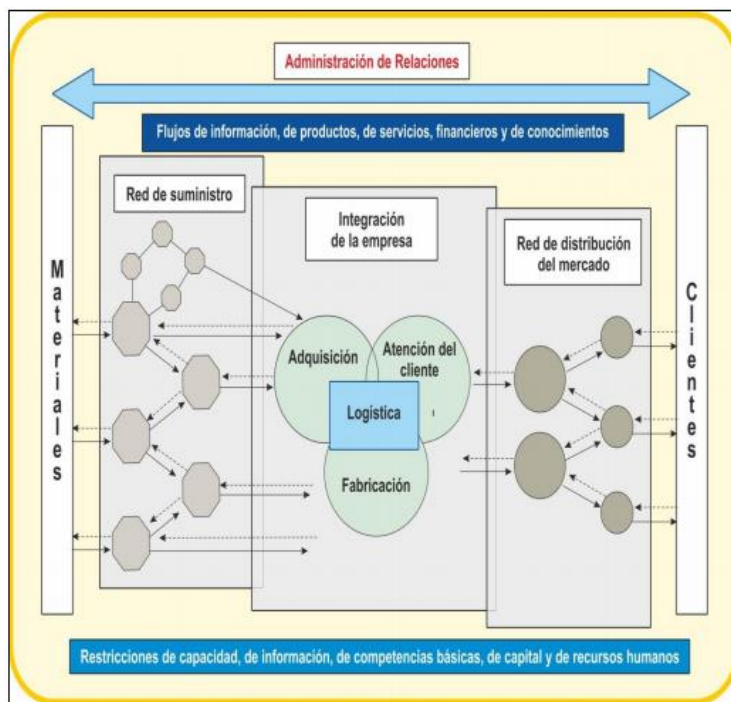 Administración de Relaciones
Flujos de información, de productos, de servicios, financieros y de conocimientos
Materiales
Red de suministro
Integración
de la empresa
Red de distribución
del mercado
Clientes
Adquisición
Atención del
cliente
Logística
Fabricación
Restricciones de capacidad, de información, de competencias básicas, de capital y de recursos humanos